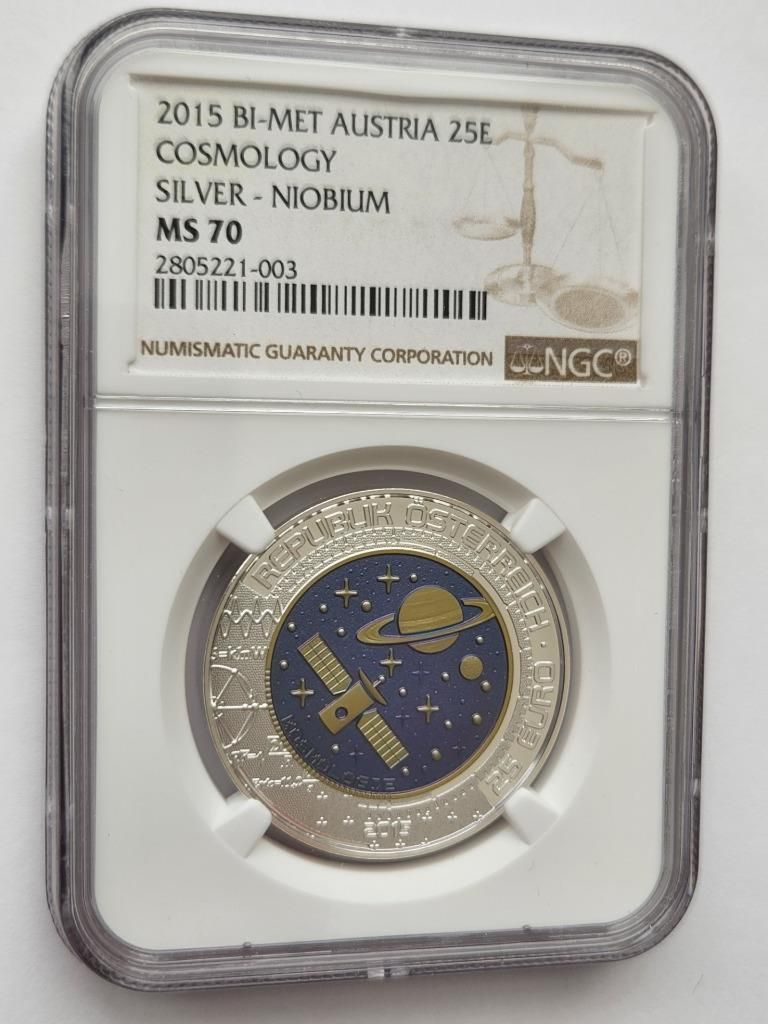 2015 BI-MET AUSTRIA 25E
COSMOLOGY
SILVER - NIOBIUM
MS 70
2805221-003
NUMISMATIC GUARANTY CORPORATION
NGC®
REPUBLIK ÖSTERREICH · 25 EURO
KOSMOLOGIE
2015